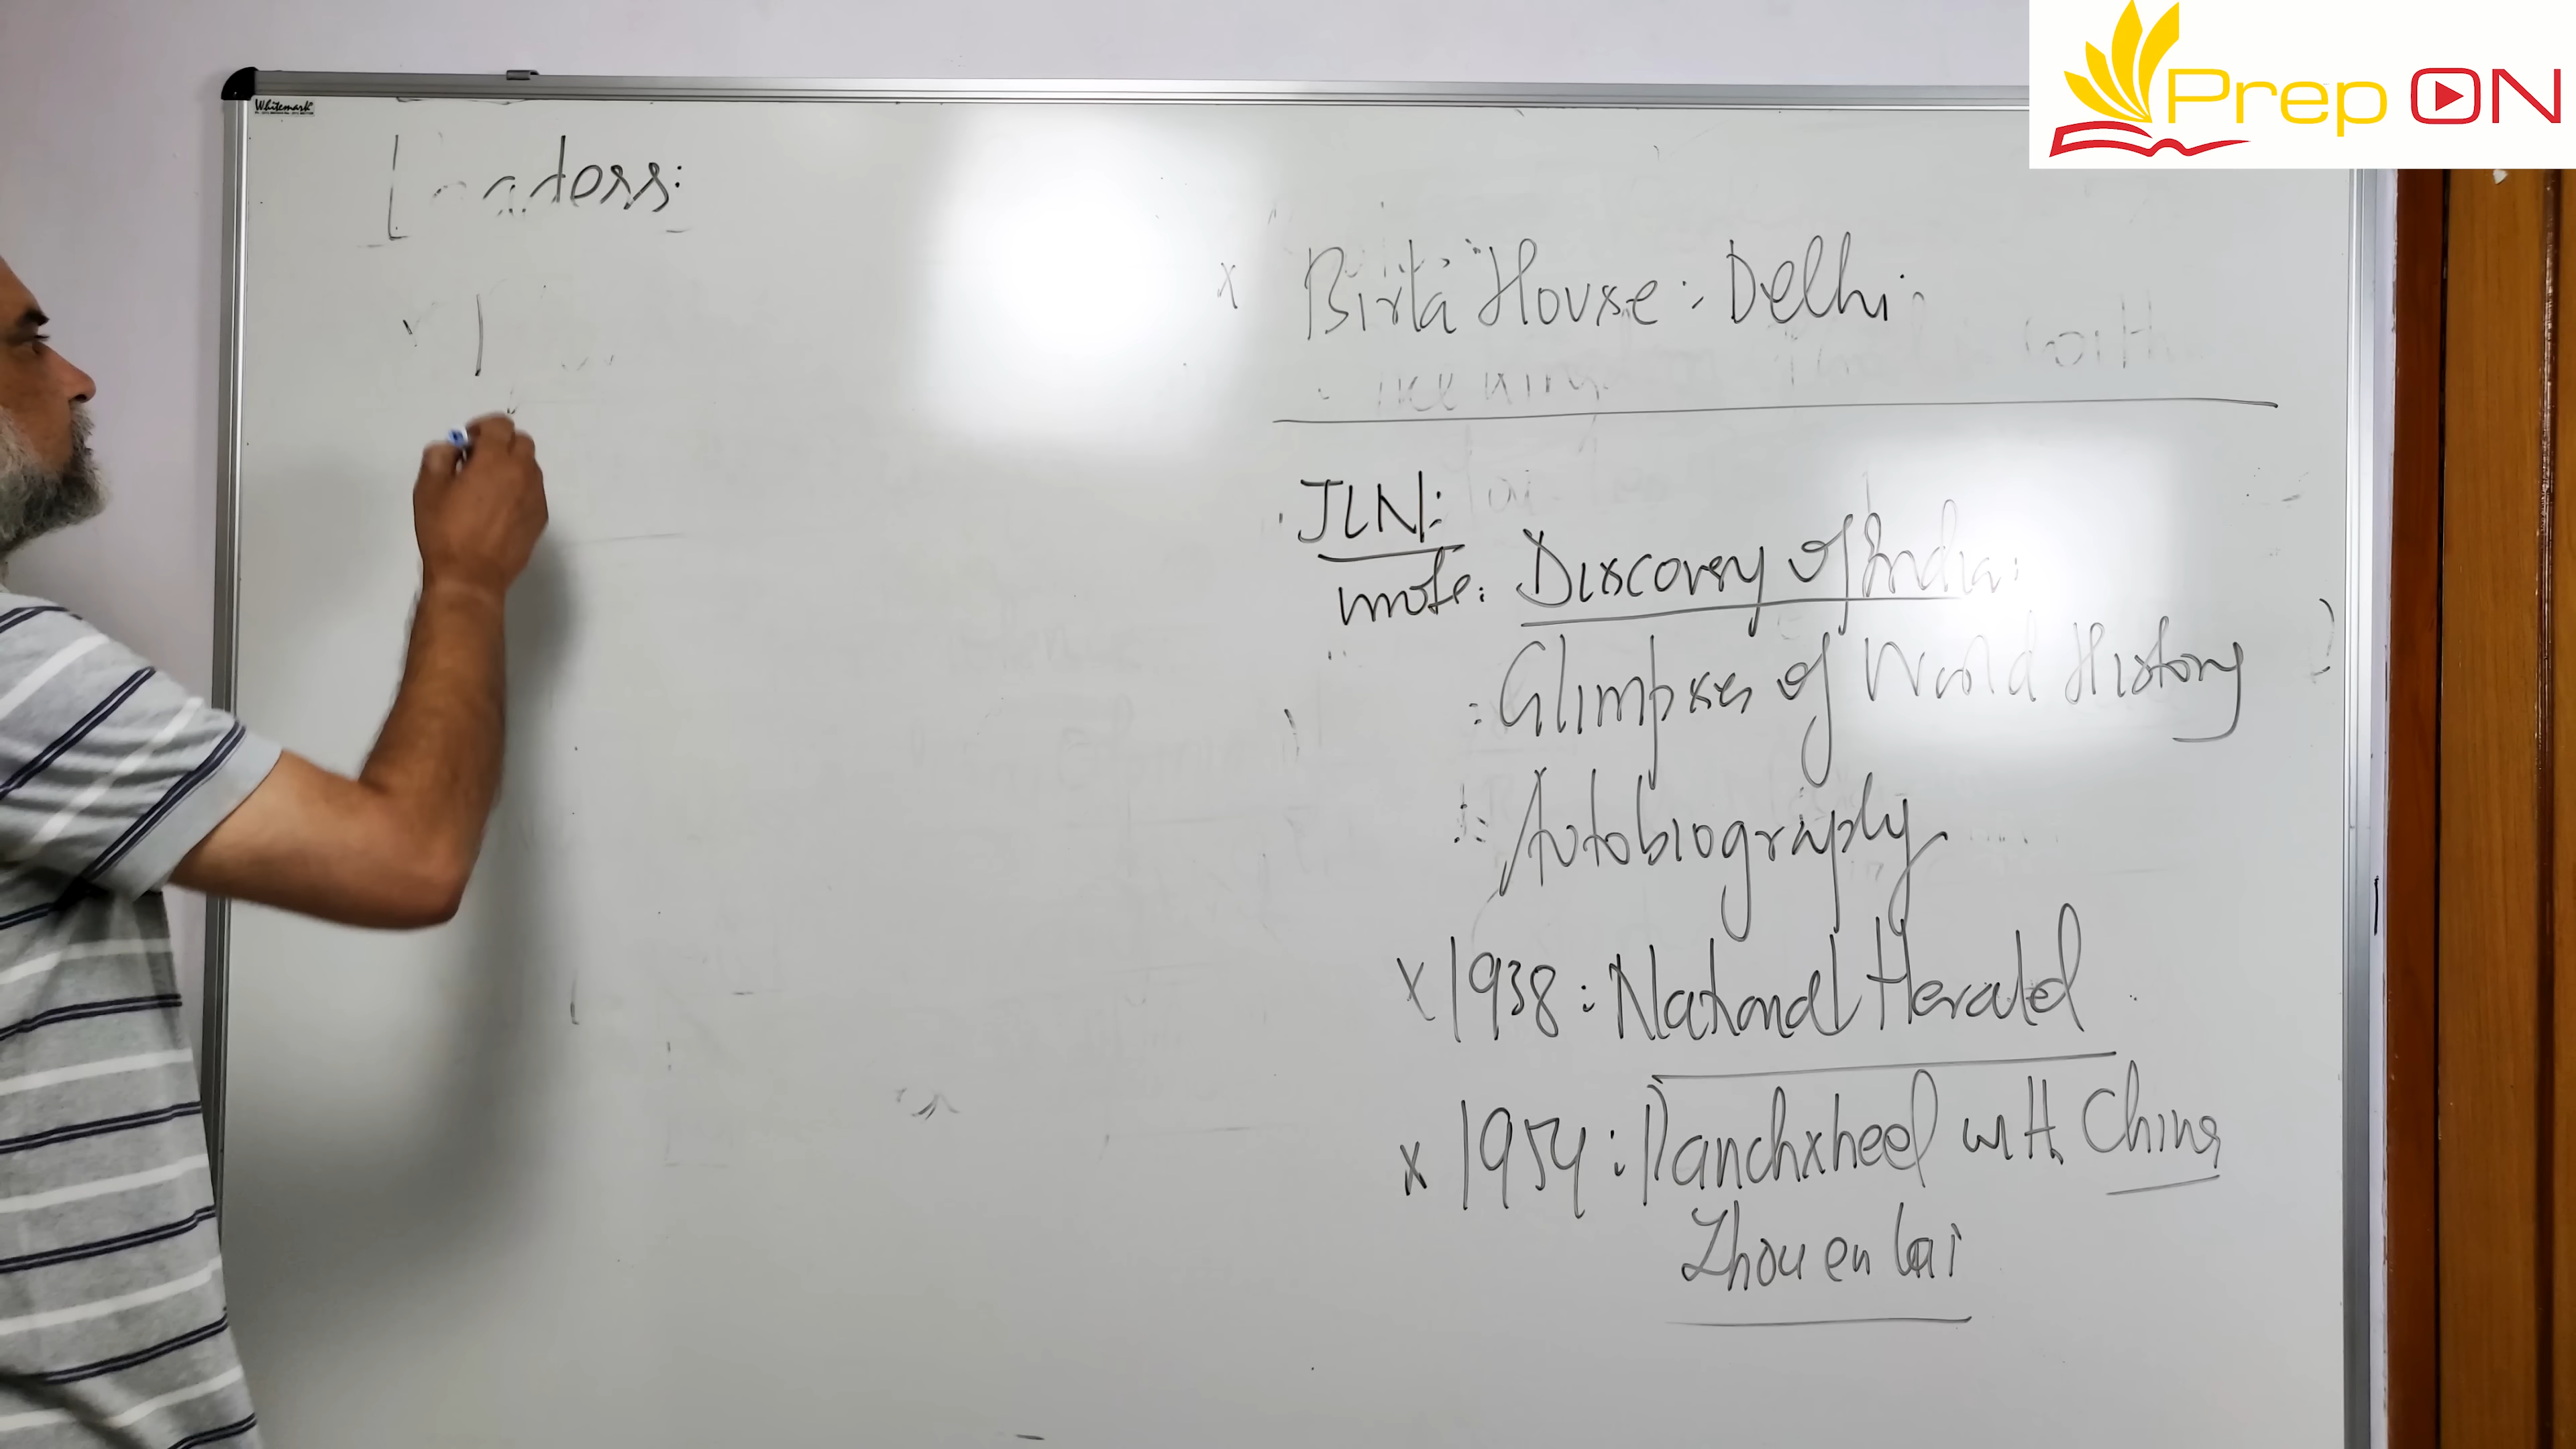 Whitemark
Prep ON
Leaders:
x Birla House: Delhi
JLN:
wrote: Discovery of India
: Glimpses of World History
: Autobiography
x 1938: National Herald
x 1954: Panchsheel with China
Zhou en lai